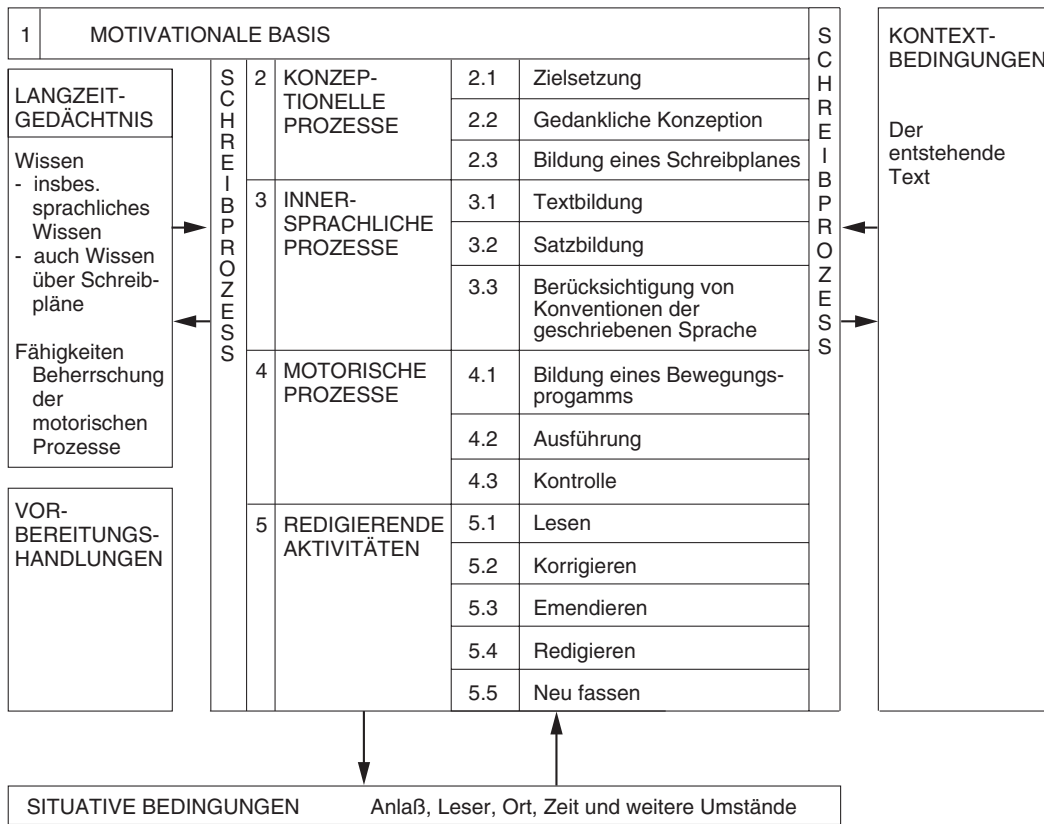 1 MOTIVATIONALE BASIS
LANGZEIT-
GEDÄCHTNIS
Wissen
- insbes.
sprachliches
Wissen
- auch Wissen
über Schreib-
pläne
Fähigkeiten
Beherrschung
der
motorischen
Prozesse
VOR-
BEREITUNGS-
HANDLUNGEN
SCHREIBPROZESS
2 KONZEP-
TIONELLE
PROZESSE
2.1 Zielsetzung
2.2 Gedankliche Konzeption
2.3 Bildung eines Schreibplanes
3 INNER-
SPRACHLICHE
PROZESSE
3.1 Textbildung
3.2 Satzbildung
3.3 Berücksichtigung von
Konventionen der
geschriebenen Sprache
4 MOTORISCHE
PROZESSE
4.1 Bildung eines Bewegungs-
progamms
4.2 Ausführung
4.3 Kontrolle
5 REDIGIERENDE
AKTIVITÄTEN
5.1 Lesen
5.2 Korrigieren
5.3 Emendieren
5.4 Redigieren
5.5 Neu fassen
SCHREIBPROZESS
KONTEXT-
BEDINGUNGEN
Der
entstehende
Text
SITUATIVE BEDINGUNGEN Anlaß, Leser, Ort, Zeit und weitere Umstände